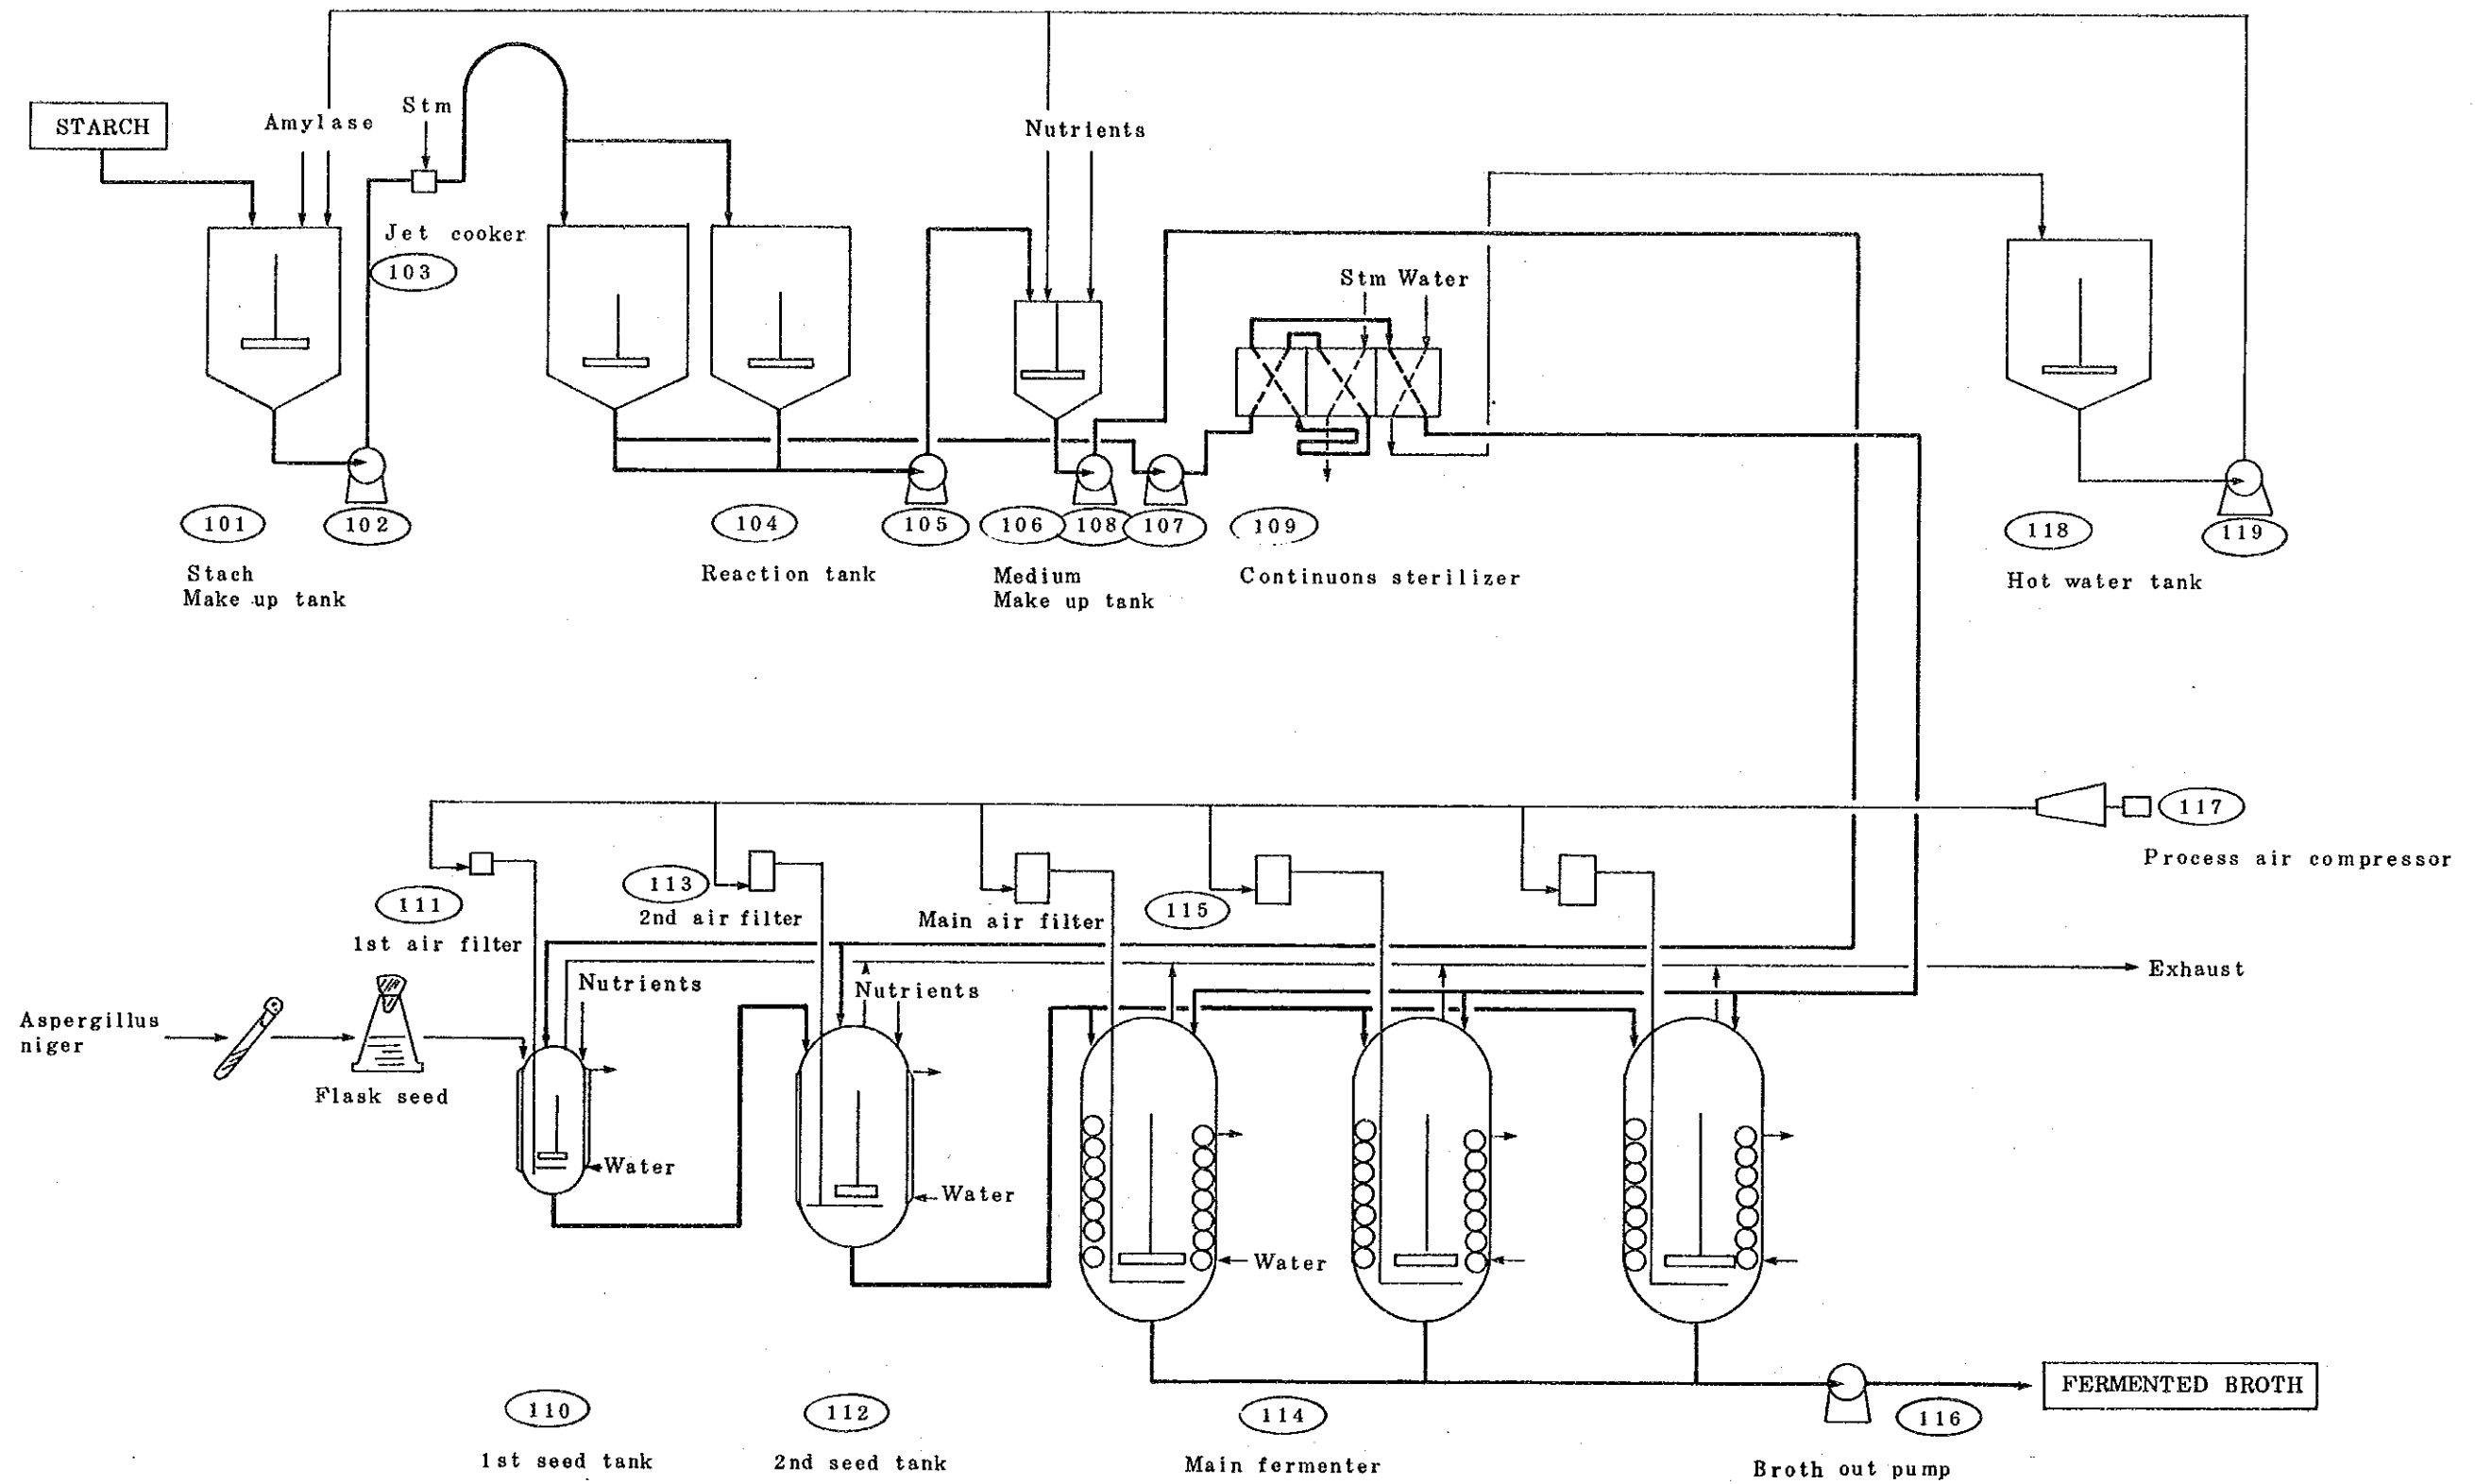 STARCH
Amylase
Stm
Jet cooker
103
Nutrients
Stm Water
101
102
104
105
106
108
107
109
118
119
Stach
Make up tank
Reaction tank
Medium
Make up tank
Continuons sterilizer
Hot water tank
117
Process air compressor
111
1st air filter
113
2nd air filter
Main air filter
115
Exhaust
Nutrients
Nutrients
Aspergillus
niger
Flask seed
Water
Water
Water
FERMENTED BROTH
110
1st seed tank
112
2nd seed tank
114
Main fermenter
116
Broth out pump